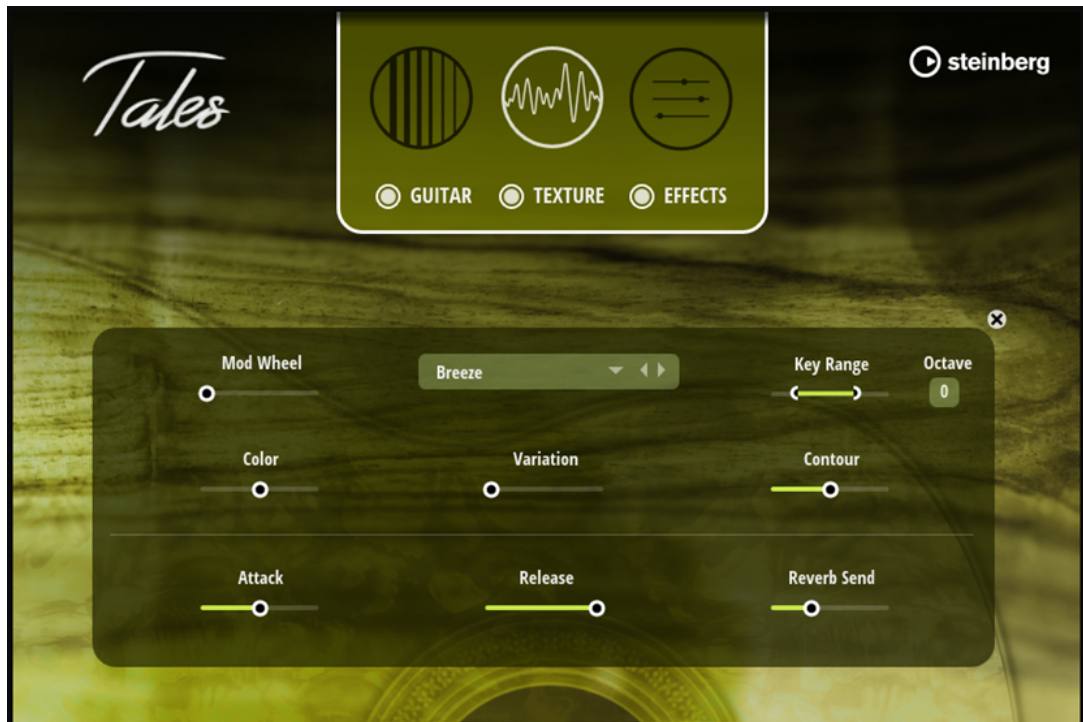 Tales
steinberg
GUITAR TEXTURE EFFECTS
Mod Wheel Breeze Key Range Octave
0
Color Variation Contour
Attack Release Reverb Send